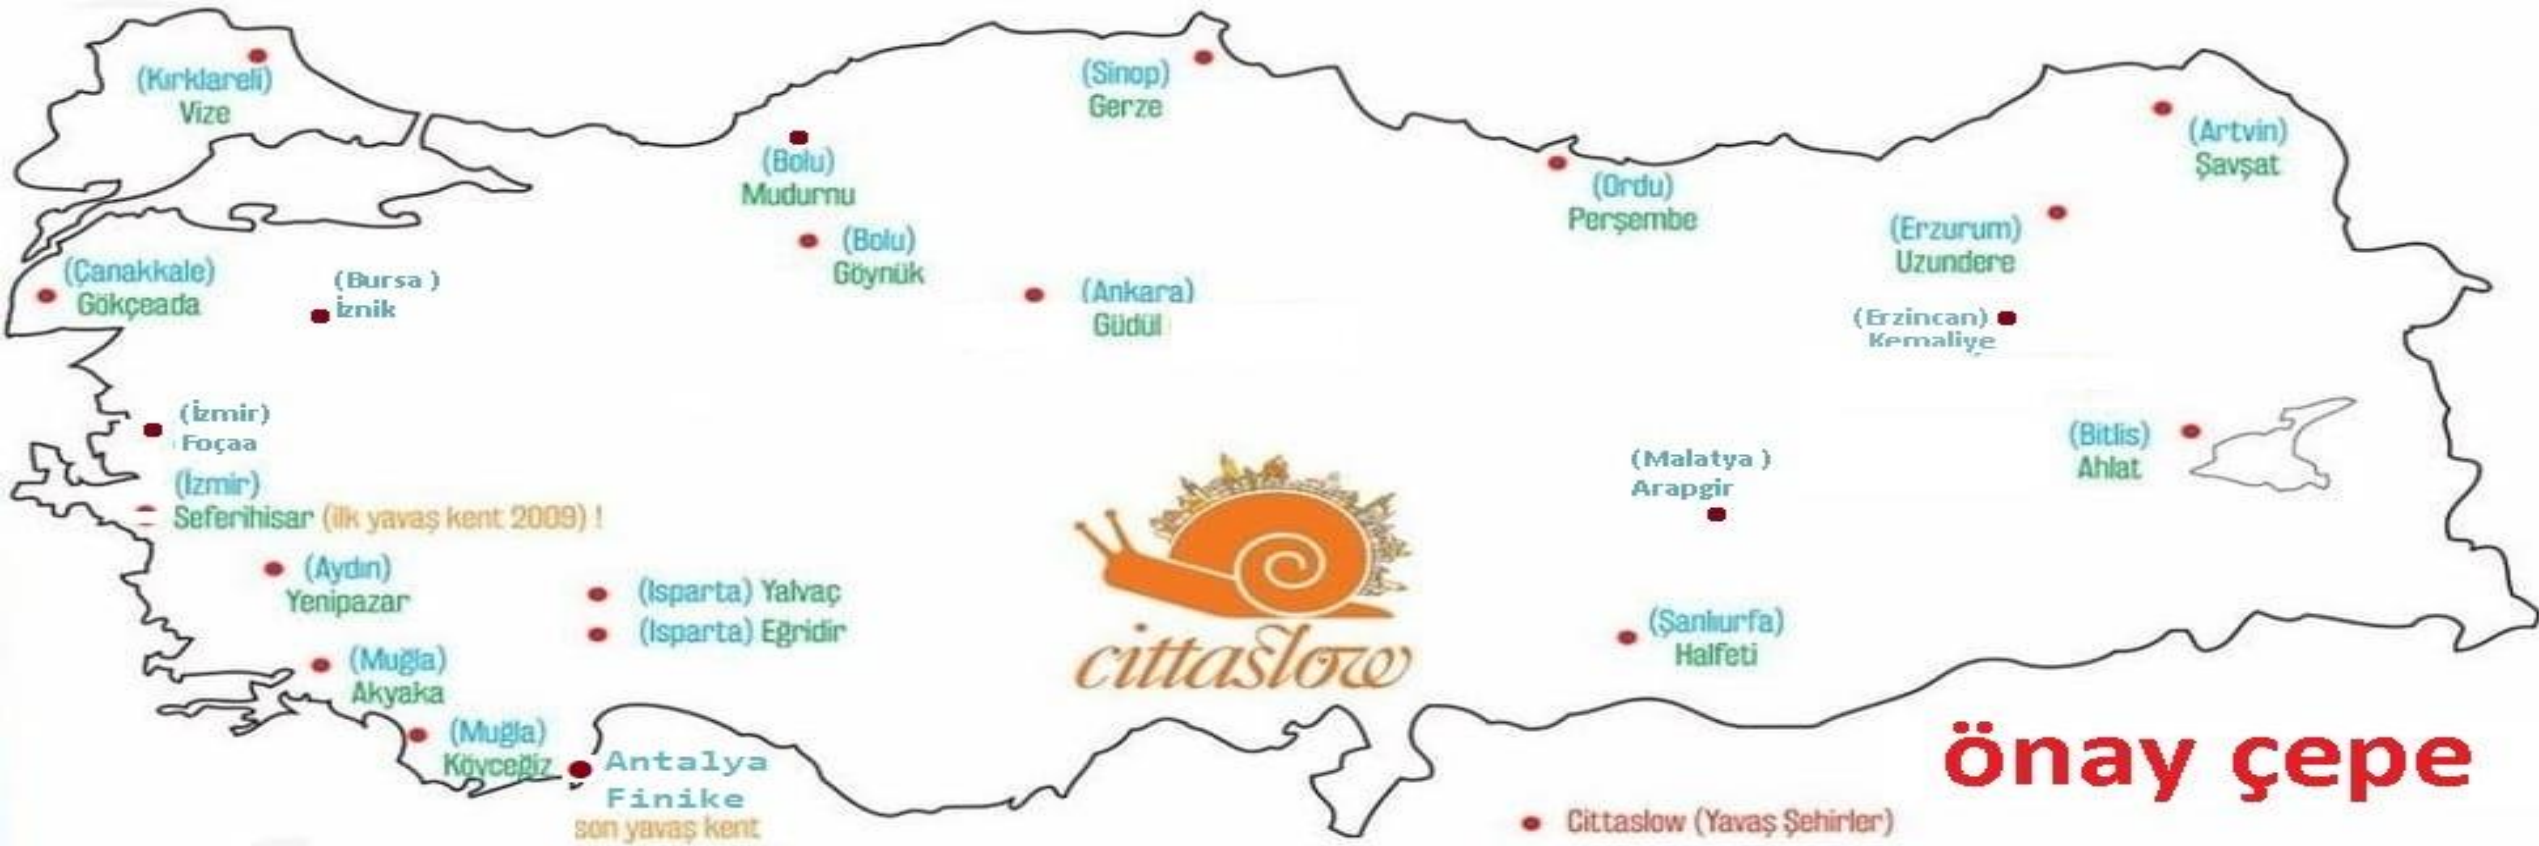 (Kırklareli)
Vize
(Sinop)
Gerze
(Bolu)
Mudurnu
(Artvin)
Şavşat
(Ordu)
Perşembe
(Bolu)
Göynük
(Erzurum)
Uzundere
(Çanakkale)
Gökçeada
(Bursa )
İznik
(Ankara)
Güdül
(Erzincan)
Kemaliye
(İzmir)
Foçaa
(Bitlis)
Ahlat
(Malatya )
Arapgir
(İzmir)
Seferihisar (ilk yavaş kent 2009) !
(Aydın)
Yenipazar
(Isparta) Yalvaç
(Isparta) Eğridir
cittaslow
(Şanlıurfa)
Halfeti
(Muğla)
Akyaka
(Muğla)
Köyceğiz
Antalya
Finike
son yavaş kent
önay çepe
Cittaslow (Yavaş Şehirler)